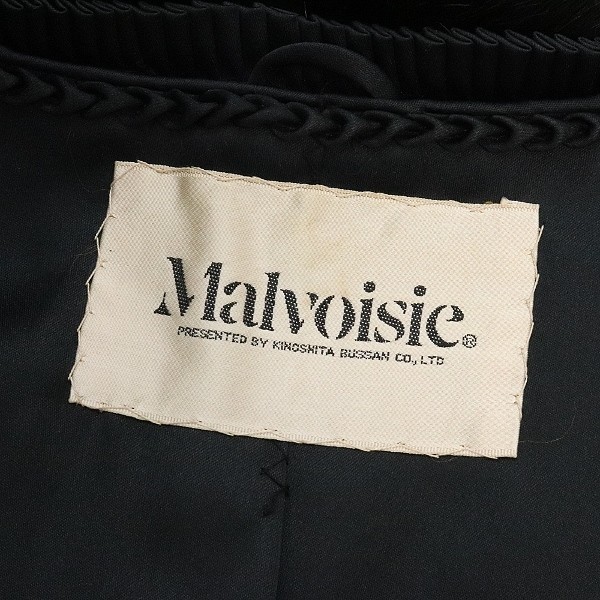 Malvoisie.®
PRESENTED BY KINOSHITA BUSSAN CO., LTD